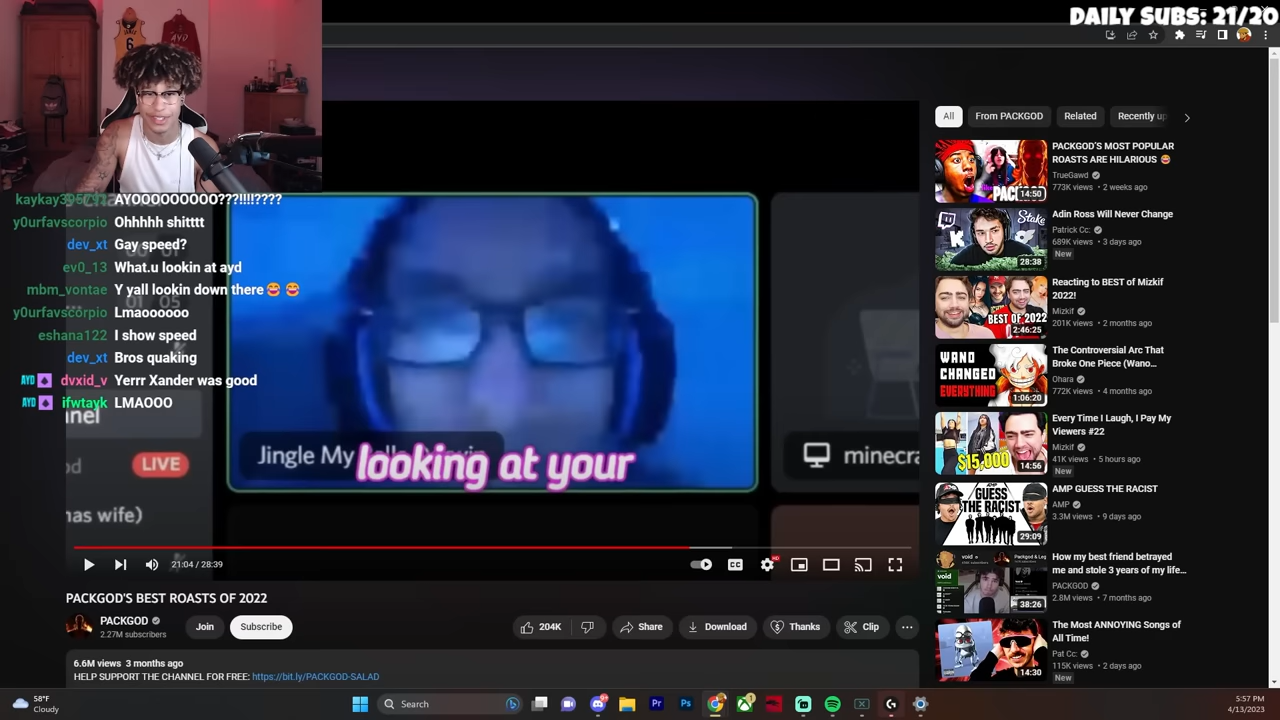 DAILY SUBS: 21/20
AYOOOOOOOOO???!!!!????
y0urfavscorpio Ohhhhh shitttt
dev_xt Gay speed?
ev0_13 What.u lookin at ayd
mbm_vontae Y yall lookin down there
y0urfavscorpio Lmaoooooo
eshana122 I show speed
dev_xt Bros quaking
AYD dvxid_v Yerrr Xander was good
AYD ifwtayk LMAOOO
LIVE
has wife)
Jingle My
looking at your
minecra
21:04 / 28:39
PACKGOD'S BEST ROASTS OF 2022
PACKGOD
2.27M subscribers
Join
Subscribe
204K
Share
Download
Thanks
Clip
6.6M views 3 months ago
HELP SUPPORT THE CHANNEL FOR FREE: https://bit.ly/PACKGOD-SALAD
All
From PACKGOD
Related
Recently up
14:50
PACKGOD'S MOST POPULAR
ROASTS ARE HILARIOUS
TrueGawd
773K views • 2 weeks ago
Stake
28:38
Adin Ross Will Never Change
Patrick Cc:
689K views • 3 days ago
New
BEST OF 2022
2:46:25
Reacting to BEST of Mizkif
2022!
Mizkif
201K views • 2 months ago
WANO
CHANGED
EVERYTHING
1:06:20
The Controversial Arc That
Broke One Piece (Wano...
Ohara
772K views • 4 months ago
$15,000
14:56
Every Time I Laugh, I Pay My
Viewers #22
Mizkif
41K views • 5 hours ago
New
AMP
GUESS
THE RACIST
29:09
AMP GUESS THE RACIST
AMP
3.3M views • 9 days ago
void
38:26
How my best friend betrayed
me and stole 3 years of my life...
PACKGOD
2.8M views • 7 months ago
14:30
The Most ANNOYING Songs of
All Time!
Pat Cc:
115K views • 2 days ago
New
58°F
Cloudy
Search
5:57 PM
4/13/2023